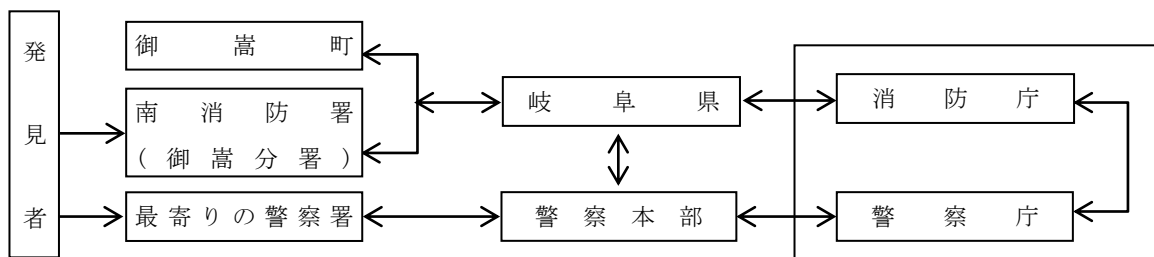 発見者
御嵩町
南消防署
(御嵩分署)
最寄りの警察署
岐阜県
警察本部
消防庁
警察庁